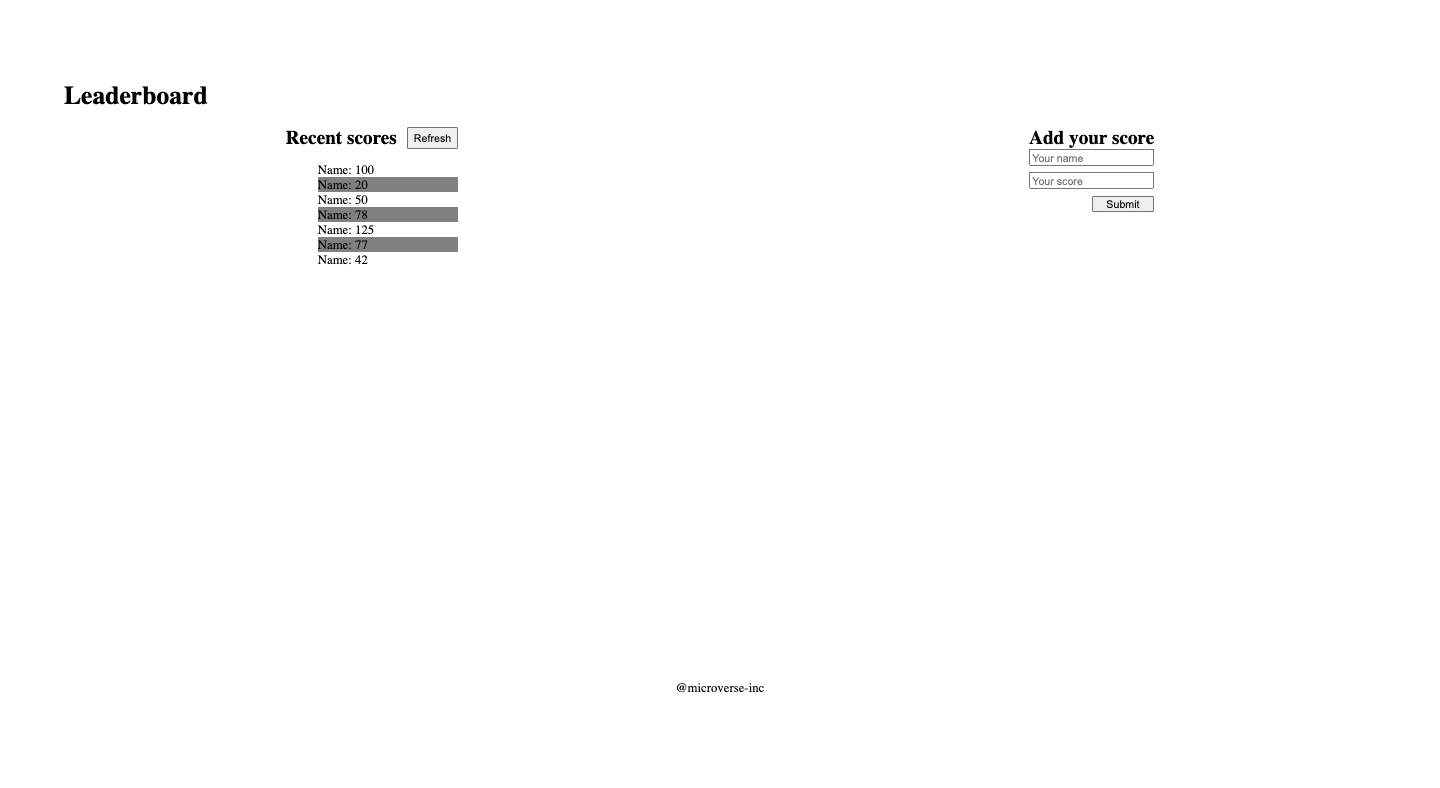 Leaderboard
Recent scores Refresh
Name: 100
Name: 20
Name: 50
Name: 78
Name: 125
Name: 77
Name: 42
Add your score
Your name
Your score
Submit
@microverse-inc